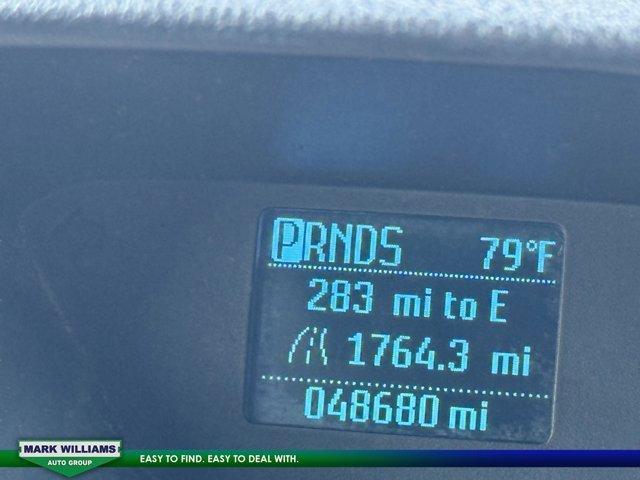 PRNDS 79°F
283 mi to E
1764.3 mi
048680 mi
MARK WILLIAMS
AUTO GROUP
EASY TO FIND. EASY TO DEAL WITH.